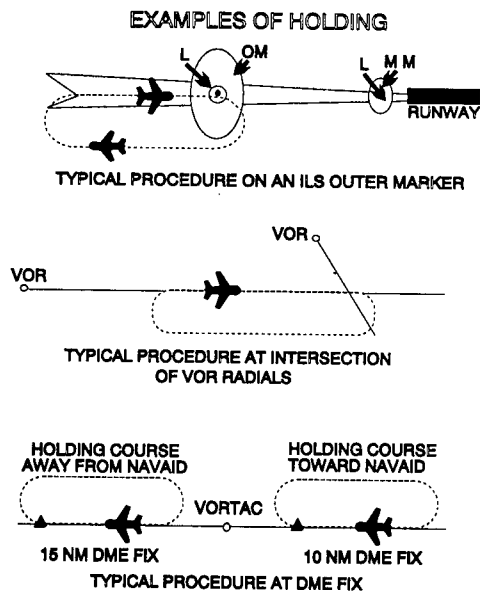 EXAMPLES OF HOLDING
L OM L M M
RUNWAY
TYPICAL PROCEDURE ON AN ILS OUTER MARKER
VOR
VOR
TYPICAL PROCEDURE AT INTERSECTION
OF VOR RADIALS
HOLDING COURSE
AWAY FROM NAVAID
HOLDING COURSE
TOWARD NAVAID
VORTAC
15 NM DME FIX
10 NM DME FIX
TYPICAL PROCEDURE AT DME FIX